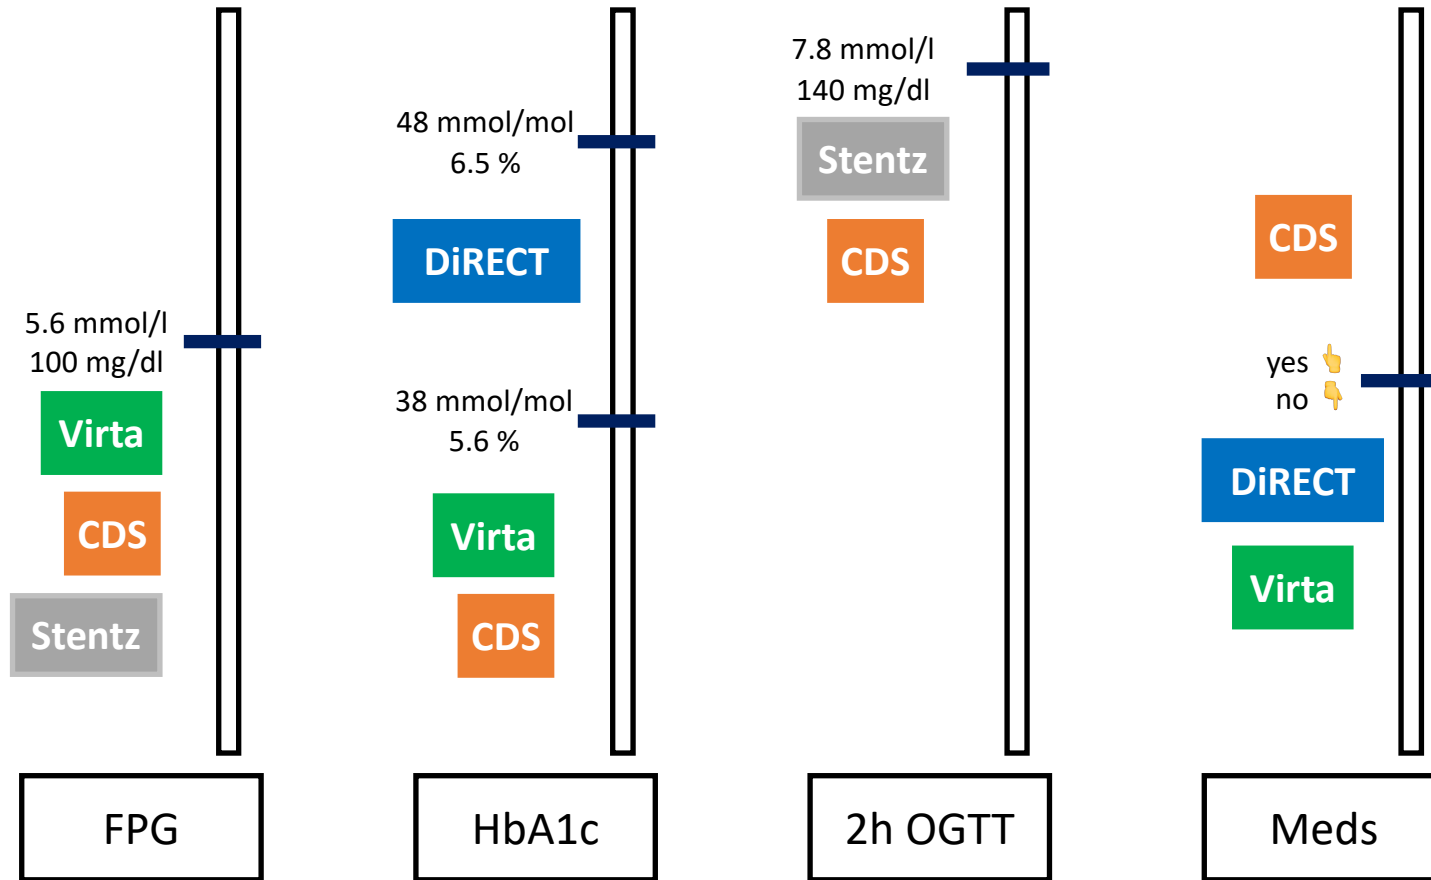 5.6 mmol/l
100 mg/dl
Virta
CDS
Stentz
FPG
48 mmol/mol
6.5 %
DiRECT
38 mmol/mol
5.6 %
Virta
CDS
HbA1c
7.8 mmol/l
140 mg/dl
Stentz
CDS
2h OGTT
CDS
yes 👆
no 👇
DiRECT
Virta
Meds